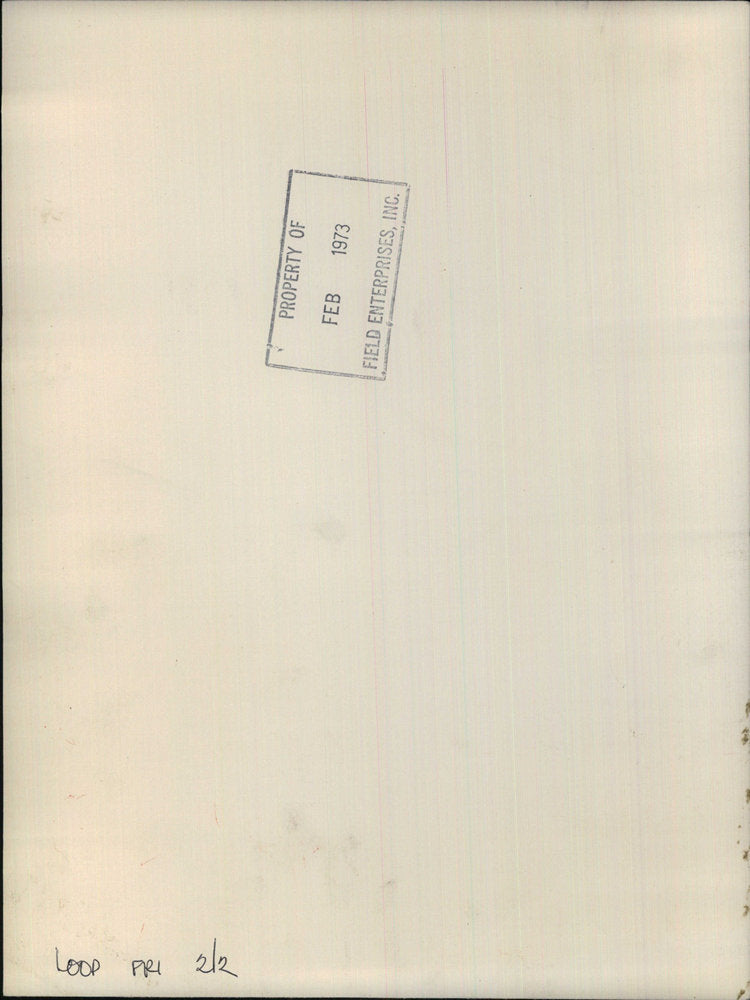 PROPERTY OF
FEB 1973
FIELD ENTERPRISES, INC.
LOOP FRI 2/2